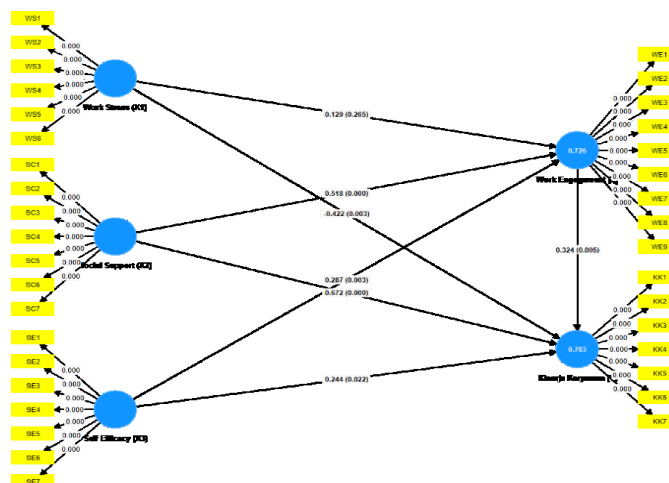 WS1
WS2
WS3
WS4
WS5
WS6
0.000
0.000
0.000
0.000
0.000
0.000
Work Stress (X1)
SC1
SC2
SC3
SC4
SC5
SC6
SC7
0.000
0.000
0.000
0.000
0.000
0.000
0.000
Social Support (X2)
SE1
SE2
SE3
SE4
SE5
SE6
SE7
0.000
0.000
0.000
0.000
0.000
0.000
0.000
Self Efficacy (X3)
0.129 (0.265)
0.518 (0.000)
-0.422 (0.003)
0.287 (0.003)
0.672 (0.000)
0.244 (0.022)
0.324 (0.005)
0.726
Work Engagement (
WE1
WE2
WE3
WE4
WE5
WE6
WE7
WE8
WE9
0.000
0.000
0.000
0.000
0.000
0.000
0.000
0.000
0.000
0.703
KK1
KK2
KK3
KK4
KK5
KK6
KK7
0.000
0.000
0.000
0.000
0.000
0.000
0.000